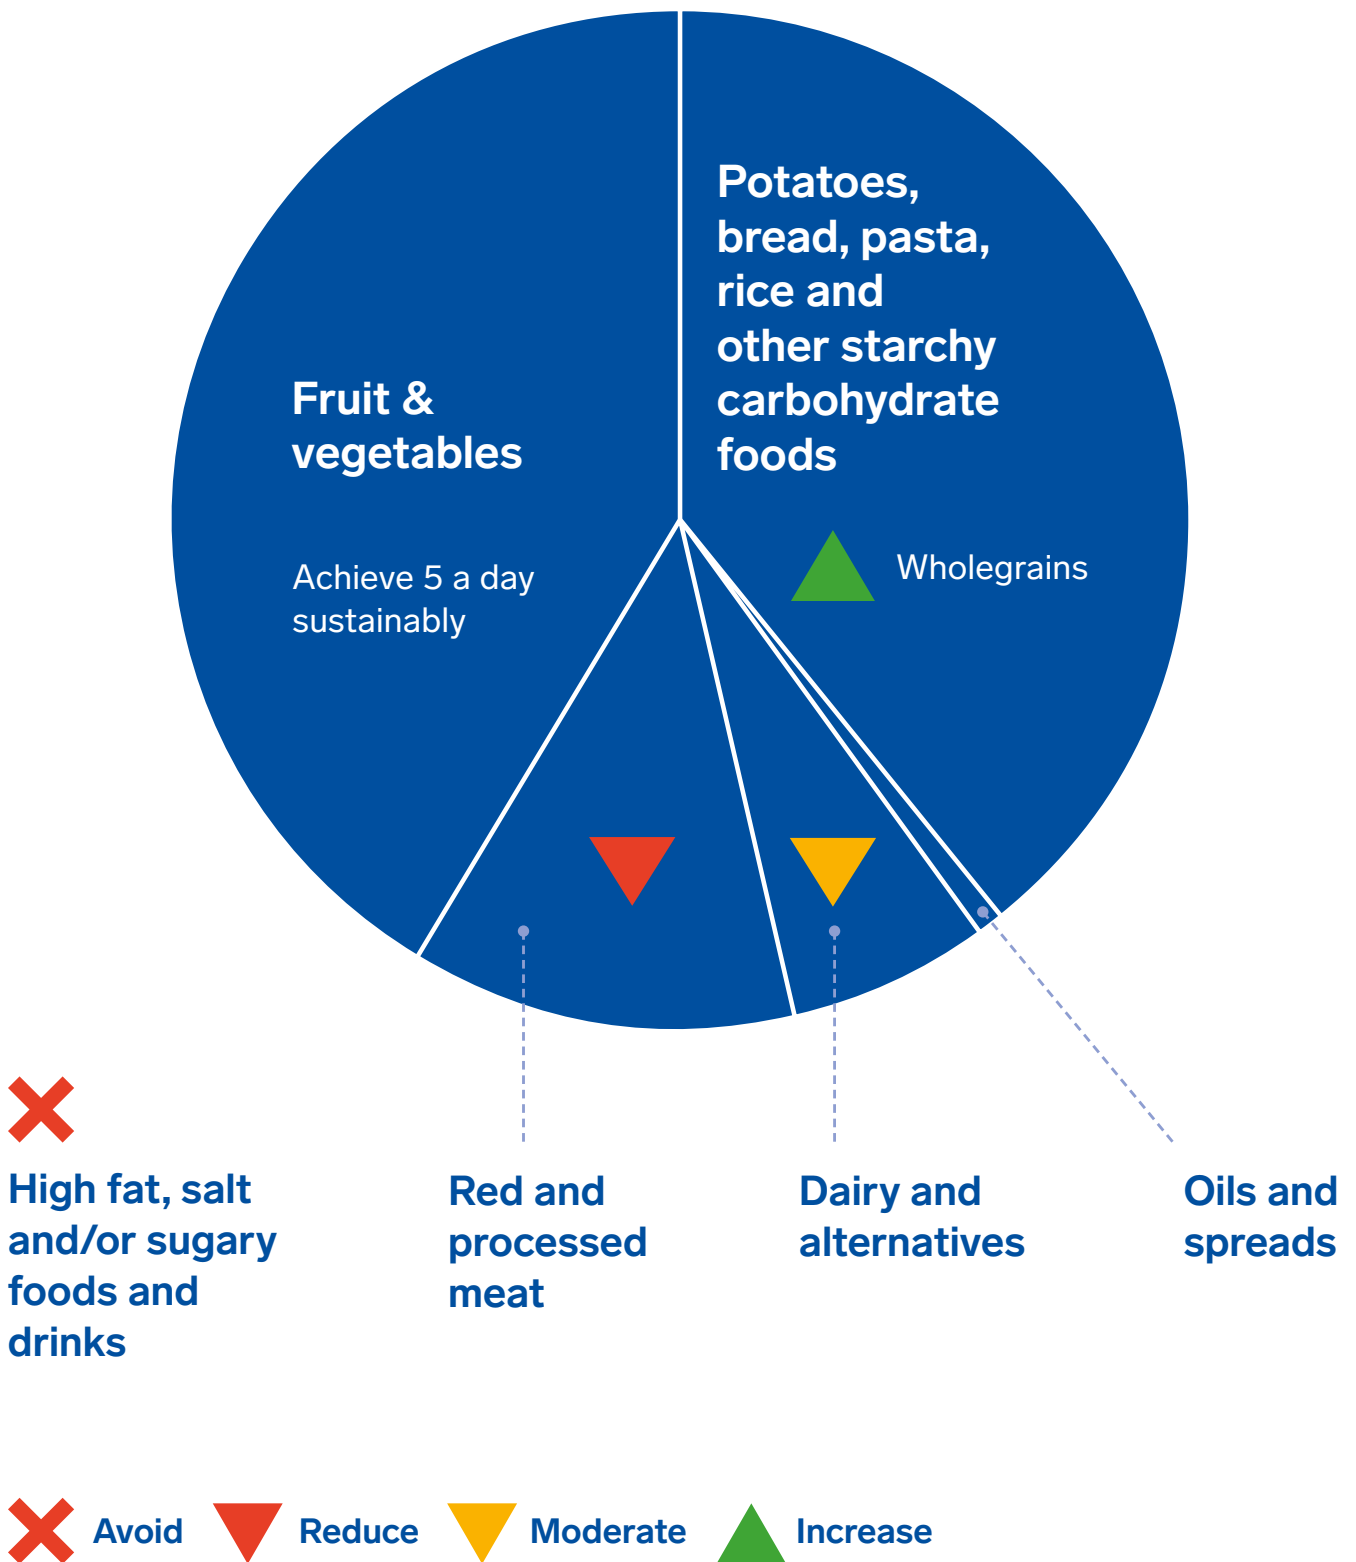 Potatoes,
bread, pasta,
rice and
other starchy
carbohydrate
foods
Fruit &
vegetables
Wholegrains
Achieve 5 a day
sustainably
High fat, salt
and/or sugary
foods and
drinks
Red and
processed
meat
Dairy and
alternatives
Oils and
spreads
Avoid
Reduce
Moderate
Increase